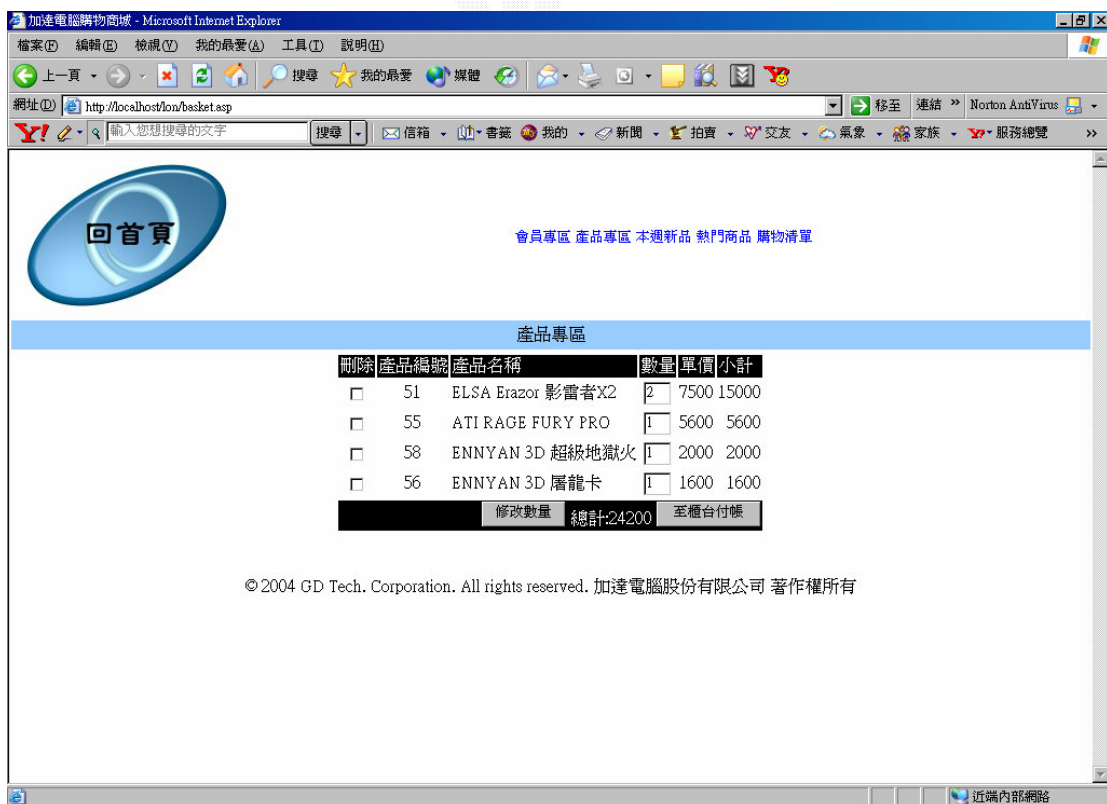 加達電腦購物商城 - Microsoft Internet Explorer
檔案(F) 編輯(E) 檢視(V) 我的最愛(A) 工具(T) 說明(H)
上一頁 搜尋 我的最愛 媒體
網址(D) http://localhost/lon/basket.asp 移至 連結 » Norton AntiVirus
Y! 輸入您想搜尋的文字 搜尋 信箱 書籤 我的 新聞 拍賣 交友 氣象 家族 服務總覽 »
回首頁
會員專區 產品專區 本週新品 熱門商品 購物清單
產品專區
刪除 產品編號 產品名稱 數量 單價 小計
51 ELSA Erazor 影雷者X2 2 7500 15000
55 ATI RAGE FURY PRO 1 5600 5600
58 ENNYAN 3D 超級地獄火 1 2000 2000
56 ENNYAN 3D 屠龍卡 1 1600 1600
修改數量 總計:24200 至櫃台付帳
© 2004 GD Tech. Corporation. All rights reserved. 加達電腦股份有限公司 著作權所有
近端內部網路